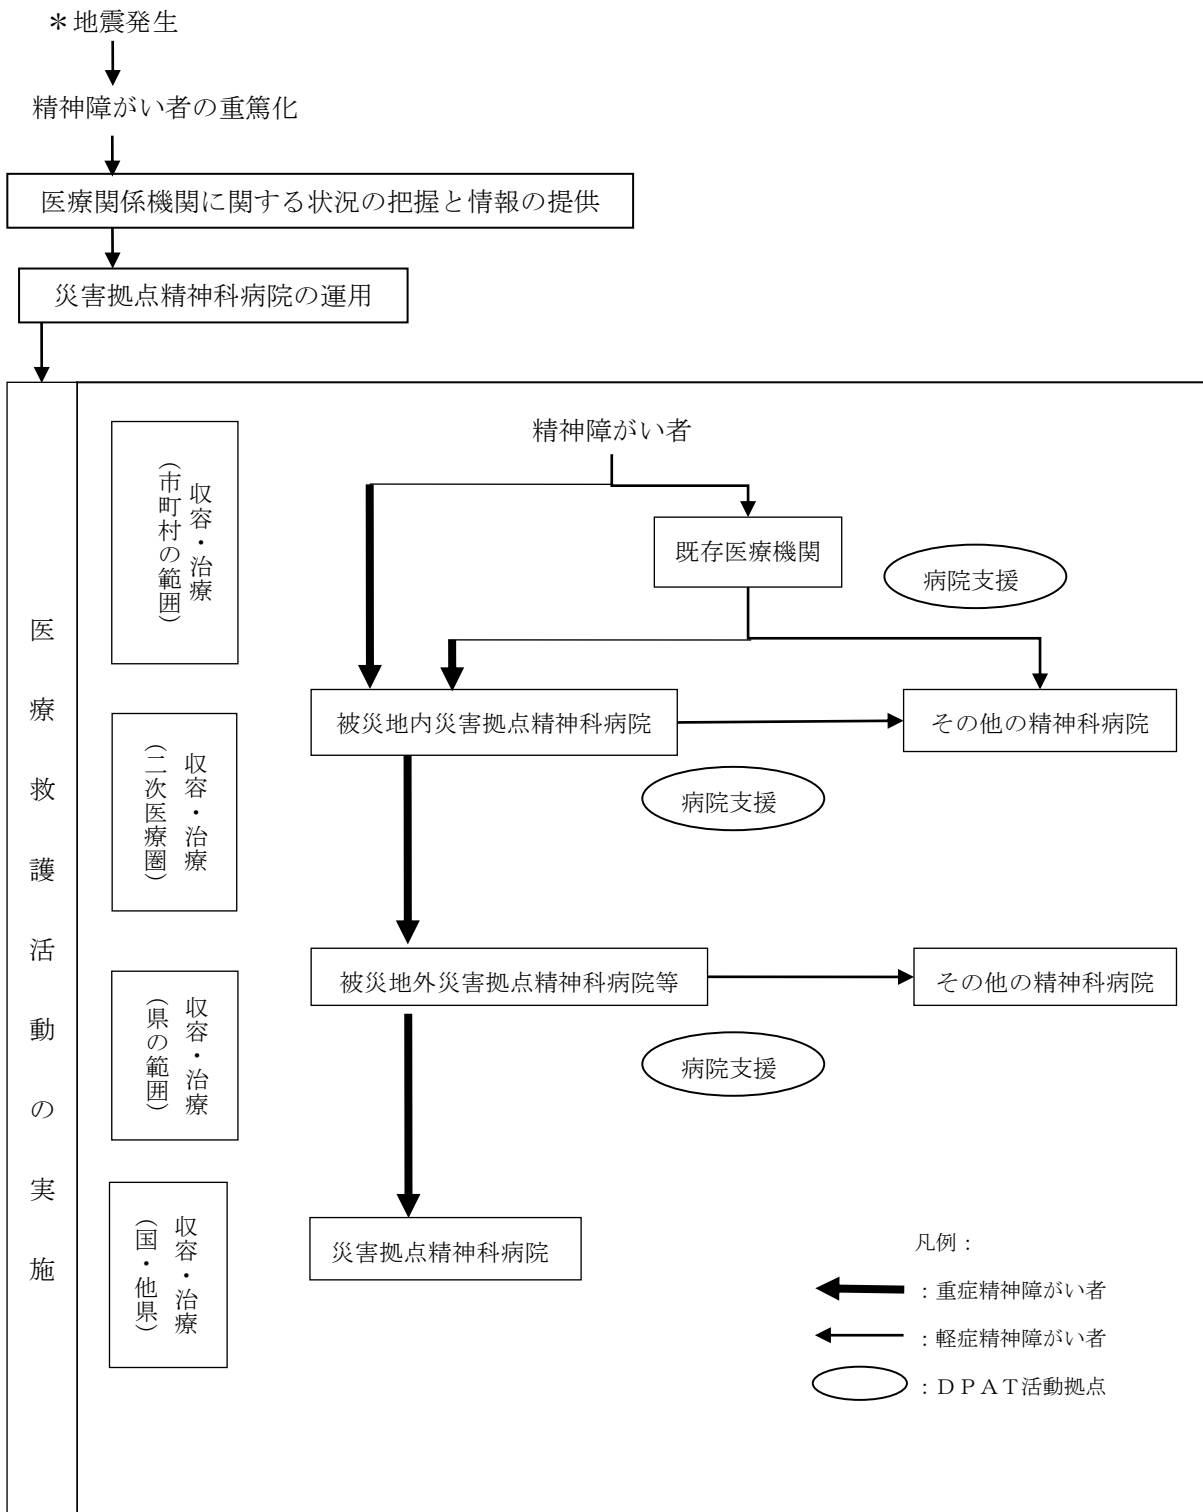 ＊地震発生
精神障がい者の重篤化
医療関係機関に関する状況の把握と情報の提供
災害拠点精神科病院の運用
医療救護活動の実施
収容・治療
（市町村の範囲）
精神障がい者
既存医療機関
病院支援
被災地内災害拠点精神科病院
その他の精神科病院
収容・治療
（二次医療圏）
病院支援
被災地外災害拠点精神科病院等
その他の精神科病院
収容・治療
（県の範囲）
病院支援
収容・治療
（国・他県）
災害拠点精神科病院
凡例：
：重症精神障がい者
：軽症精神障がい者
：ＤＰＡＴ活動拠点